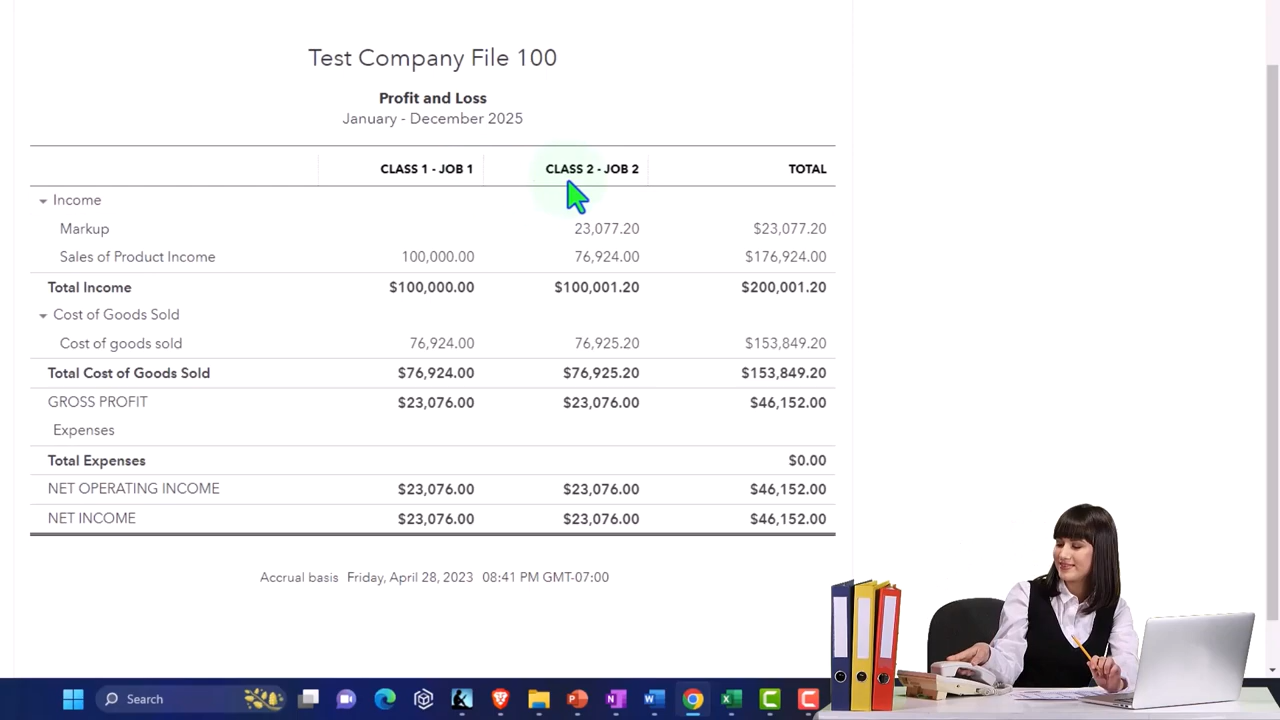 Test Company File 100
Profit and Loss
January - December 2025
CLASS 1 - JOB 1 CLASS 2 - JOB 2 TOTAL
Income
Markup 23,077.20 $23,077.20
Sales of Product Income 100,000.00 76,924.00 $176,924.00
Total Income $100,000.00 $100,001.20 $200,001.20
Cost of Goods Sold
Cost of goods sold 76,924.00 76,925.20 $153,849.20
Total Cost of Goods Sold $76,924.00 $76,925.20 $153,849.20
GROSS PROFIT $23,076.00 $23,076.00 $46,152.00
Expenses
Total Expenses $0.00
NET OPERATING INCOME $23,076.00 $23,076.00 $46,152.00
NET INCOME $23,076.00 $23,076.00 $46,152.00
Accrual basis Friday, April 28, 2023 08:41 PM GMT-07:00
Search